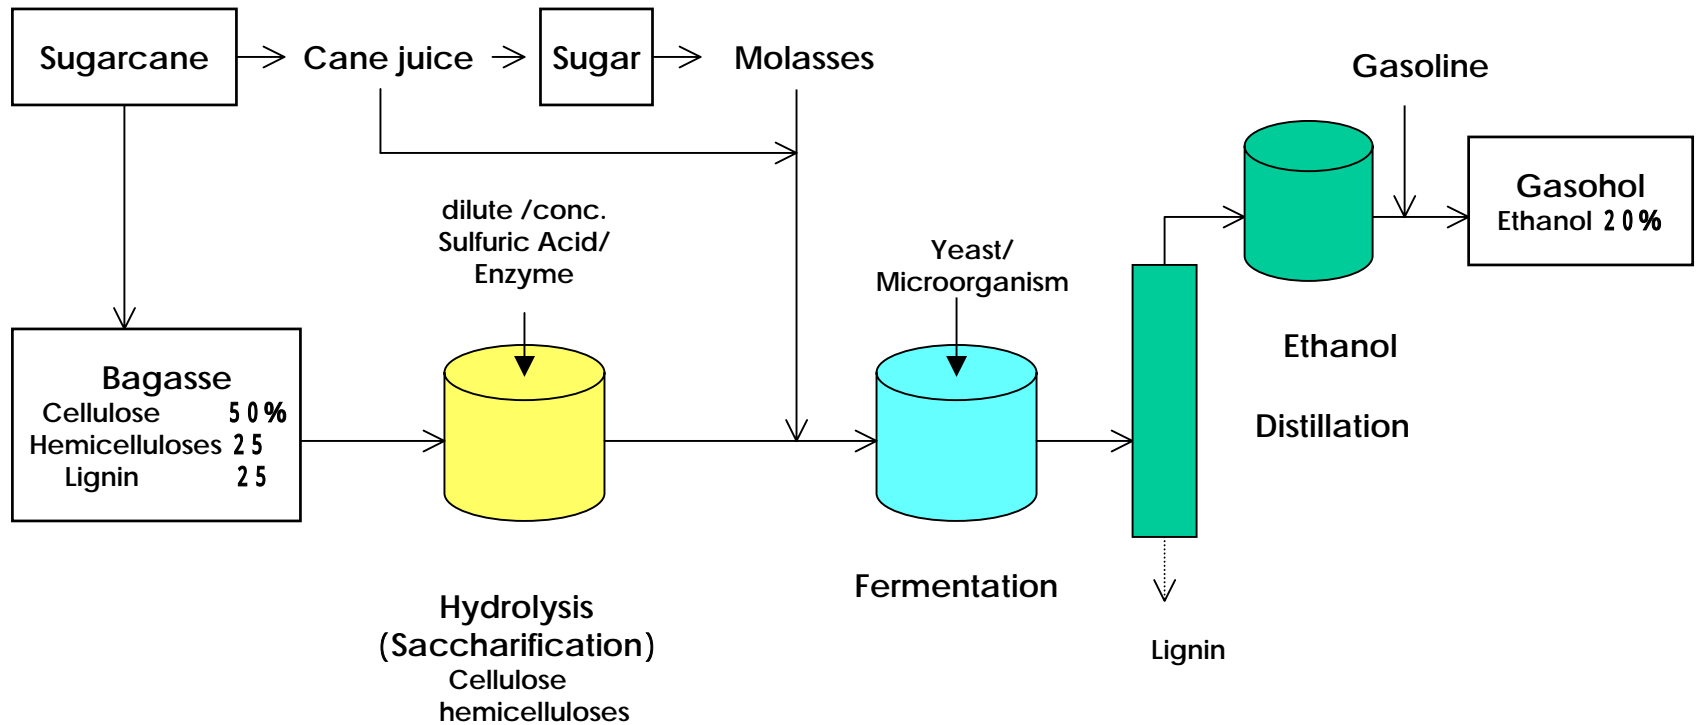 Sugarcane
Cane juice
Sugar
Molasses
Gasoline
Gasohol
Ethanol 20%
dilute /conc.
Sulfuric Acid/
Enzyme
Yeast/
Microorganism
Ethanol
Bagasse
Cellulose 50%
Hemicelluloses 25
Lignin 25
Distillation
Fermentation
Hydrolysis
(Saccharification)
Cellulose
hemicelluloses
Lignin